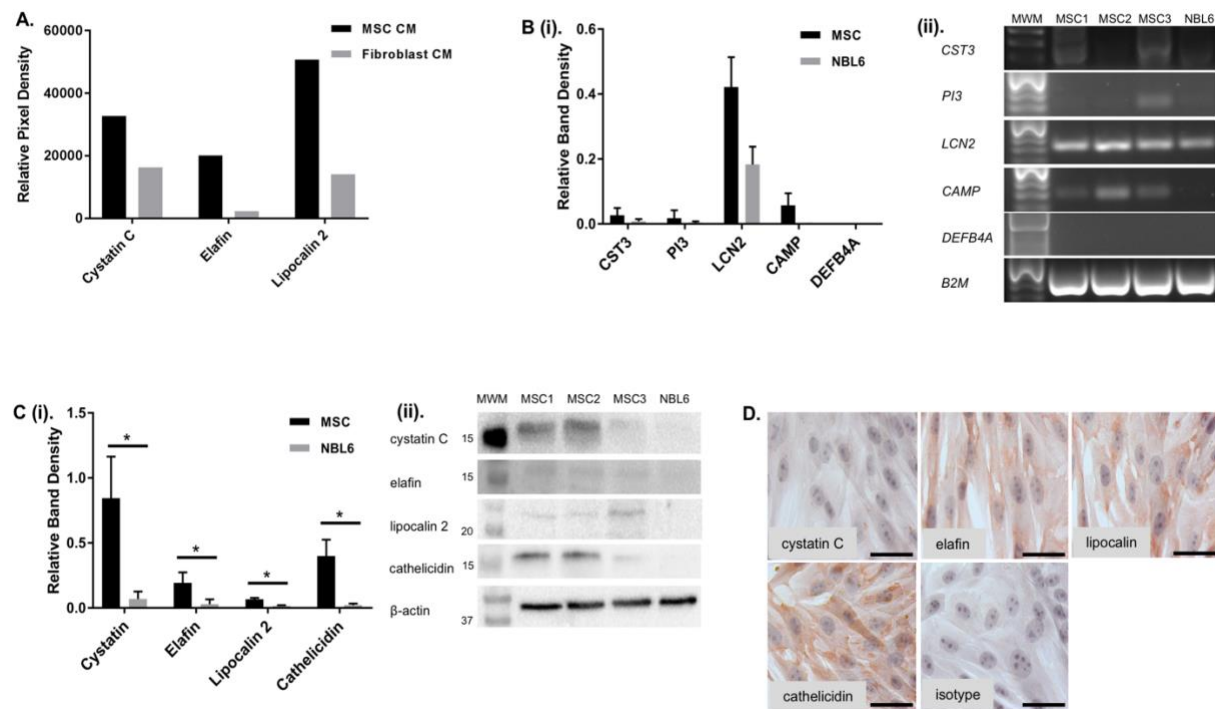 A.
60000
40000
20000
0
Relative Pixel Density
MSC CM
Fibroblast CM
Cystatin C
Elafin
Lipocalin 2
B (i).
0.6
0.4
0.2
0.0
Relative Band Density
MSC
NBL6
CST3
PI3
LCN2
CAMP
DEFB4A
(ii).
MWM MSC1 MSC2 MSC3 NBL6
CST3
PI3
LCN2
CAMP
DEFB4A
B2M
C (i).
1.5
1.0
0.5
0.0
Relative Band Density
MSC
NBL6
*
*
*
*
Cystatin
Elafin
Lipocalin 2
Cathelicidin
(ii).
MWM MSC1 MSC2 MSC3 NBL6
cystatin C 15
elafin 15
lipocalin 2 20
cathelicidin 15
β-actin 37
D.
cystatin C
elafin
lipocalin
cathelicidin
isotype